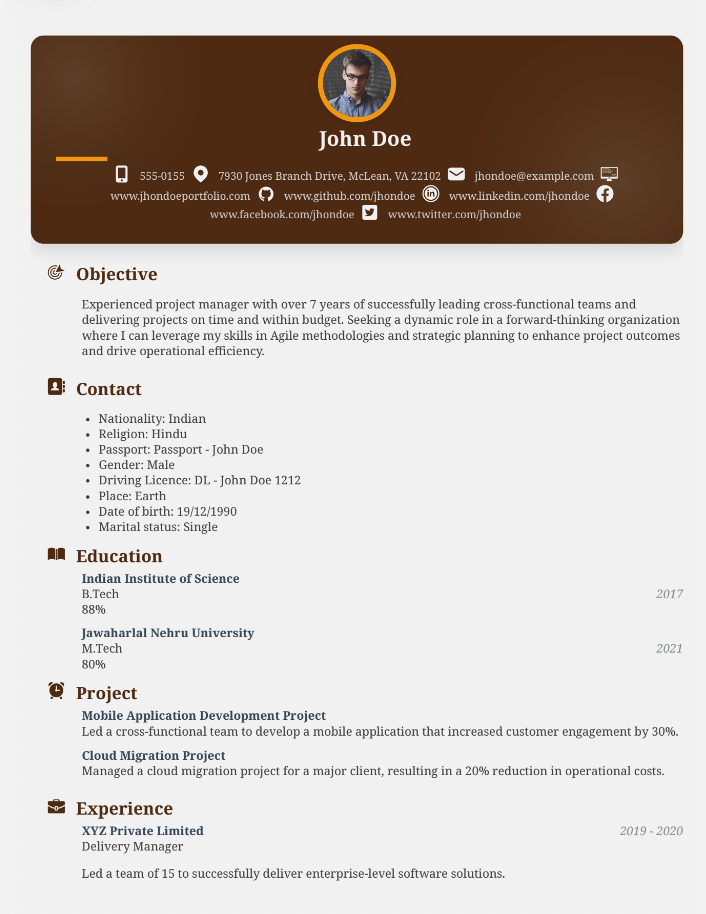 John Doe
555-0155 7930 Jones Branch Drive, McLean, VA 22102 jhondoe@example.com
www.jhondoeportfolio.com www.github.com/jhondoe www.linkedin.com/jhondoe
www.facebook.com/jhondoe www.twitter.com/jhondoe
Objective
Experienced project manager with over 7 years of successfully leading cross-functional teams and
delivering projects on time and within budget. Seeking a dynamic role in a forward-thinking organization
where I can leverage my skills in Agile methodologies and strategic planning to enhance project outcomes
and drive operational efficiency.
Contact
• Nationality: Indian
• Religion: Hindu
• Passport: Passport - John Doe
• Gender: Male
• Driving Licence: DL - John Doe 1212
• Place: Earth
• Date of birth: 19/12/1990
• Marital status: Single
Education
Indian Institute of Science
B.Tech 2017
88%
Jawaharlal Nehru University
M.Tech 2021
80%
Project
Mobile Application Development Project
Led a cross-functional team to develop a mobile application that increased customer engagement by 30%.
Cloud Migration Project
Managed a cloud migration project for a major client, resulting in a 20% reduction in operational costs.
Experience
XYZ Private Limited 2019 - 2020
Delivery Manager
Led a team of 15 to successfully deliver enterprise-level software solutions.